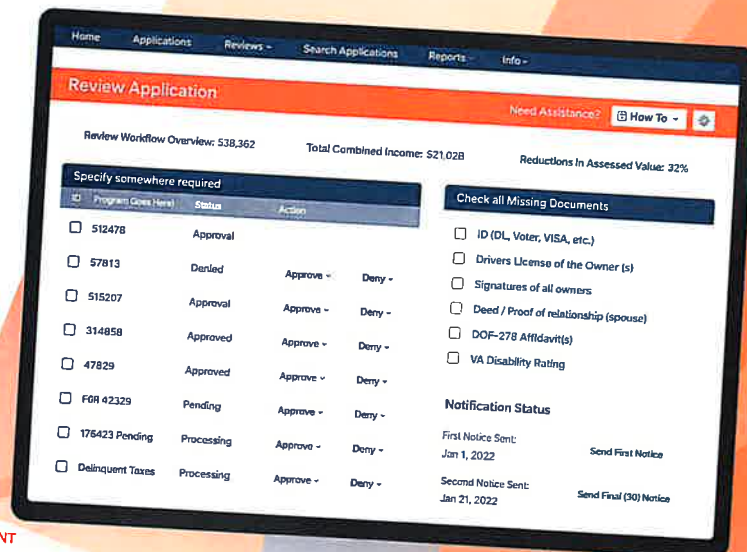 Home Applications Reviews Search Applications Reports Info
Review Application
Need Assistance? How To
Review Workflow Overview: 538,362 Total Combined Income: $21,028 Reductions In Assessed Value: 32%
Specify somewhere required
ID Program Goes Here) Status Action
512478 Approval
57813 Denied Approve Deny
515207 Approval Approve Deny
314858 Approved Approve Deny
47829 Approved Approve Deny
FGR 42329 Pending Approve Deny
176423 Pending Processing Approve Deny
Delinquent Taxes Processing Approve Deny
Check all Missing Documents
ID (DL, Voter, VISA, etc.)
Drivers License of the Owner (s)
Signatures of all owners
Deed / Proof of relationship (spouse)
DOF-278 Affidavit(s)
VA Disability Rating
Notification Status
First Notice Sent:
Jan 1, 2022 Send First Notice
Second Notice Sent:
Jan 21, 2022 Send Final (30) Notice